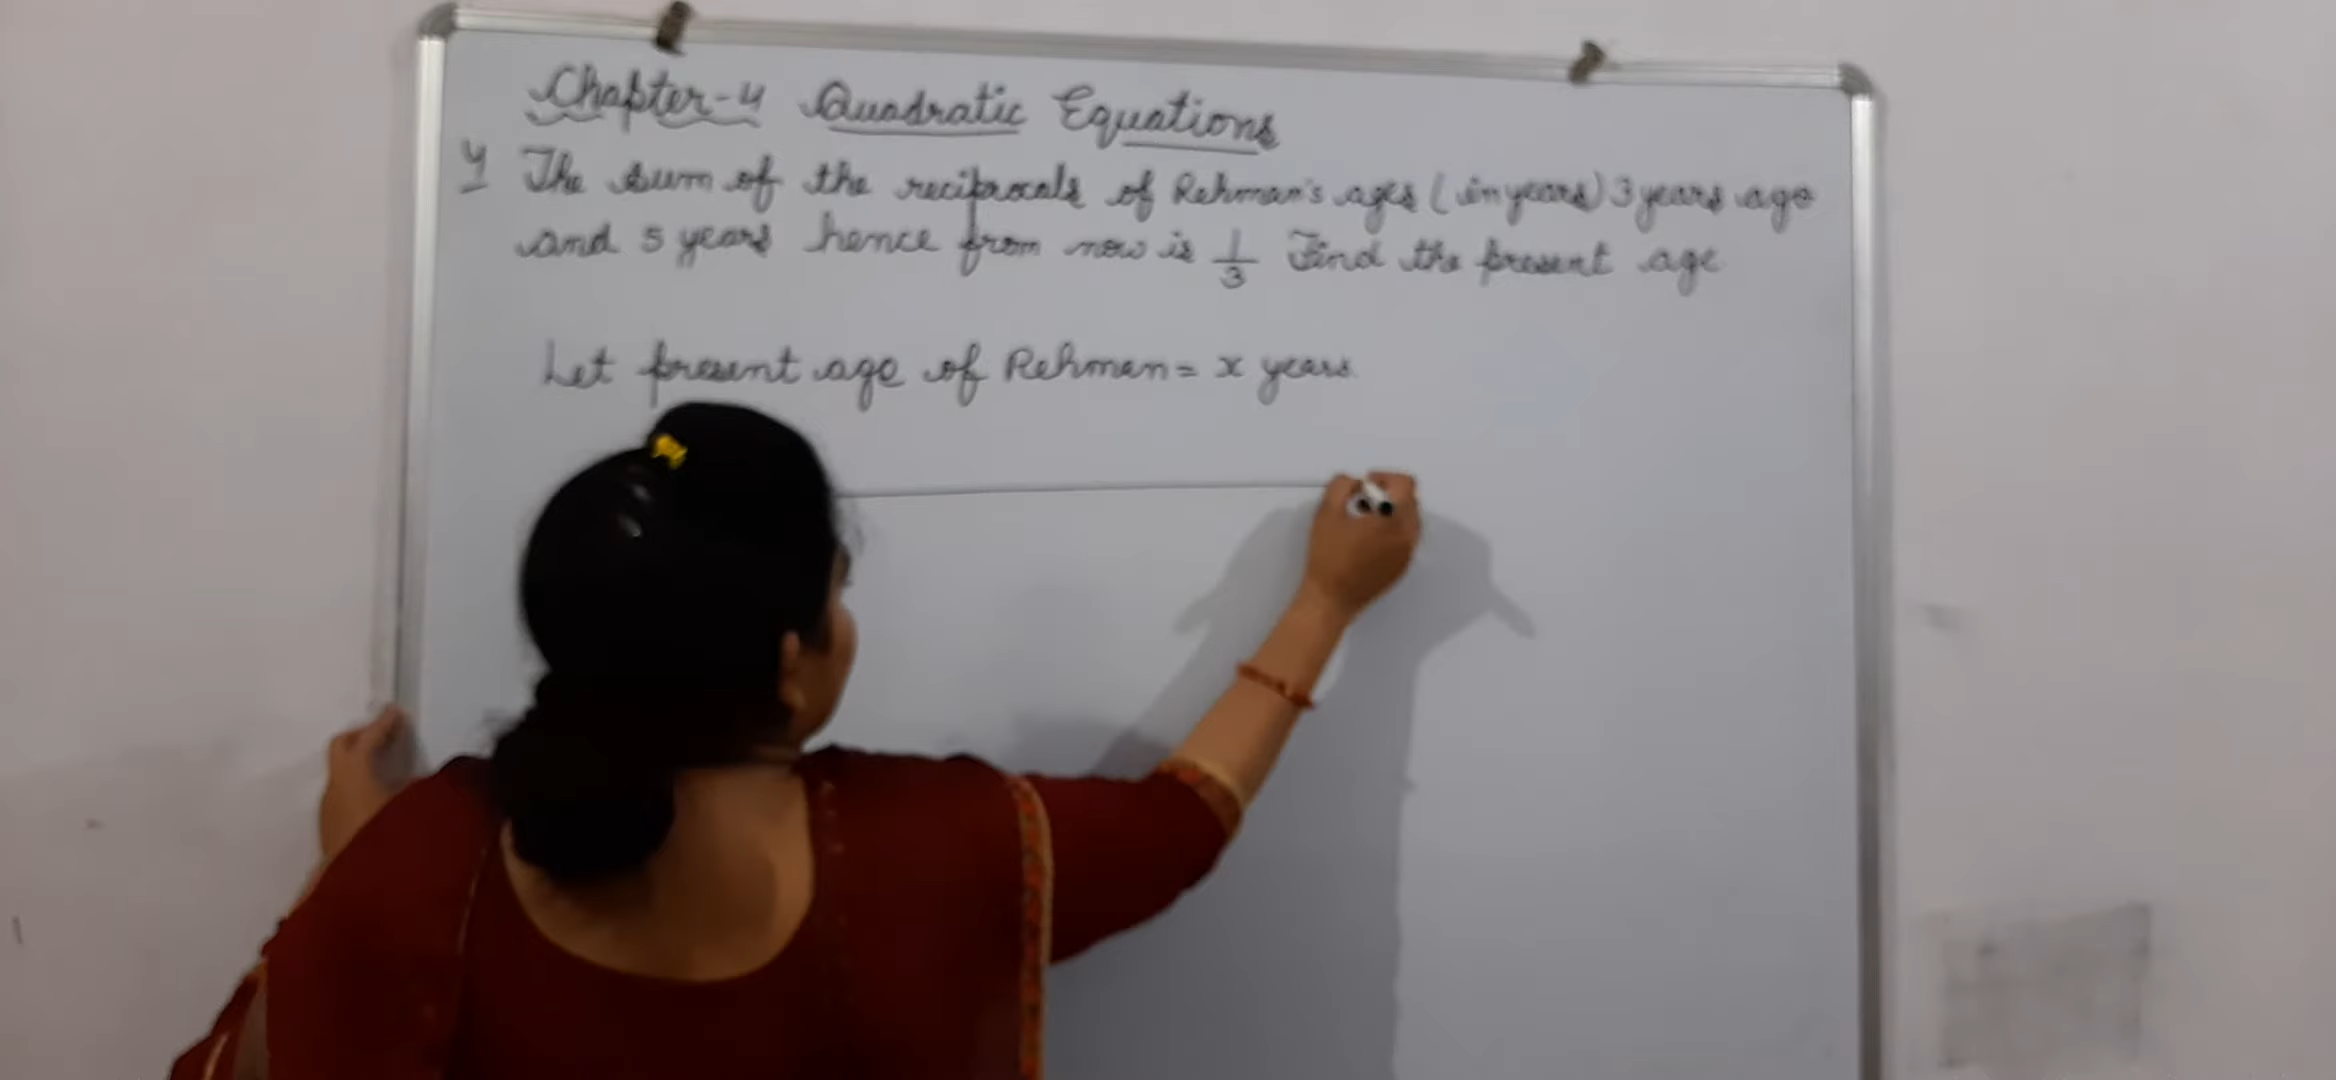 Chapter-4 Quadratic Equations
4 The sum of the reciprocals of Rehman's ages (in years) 3 years ago
and 5 years hence from now is 1/3 Find the present age
Let present age of Rehman = x years